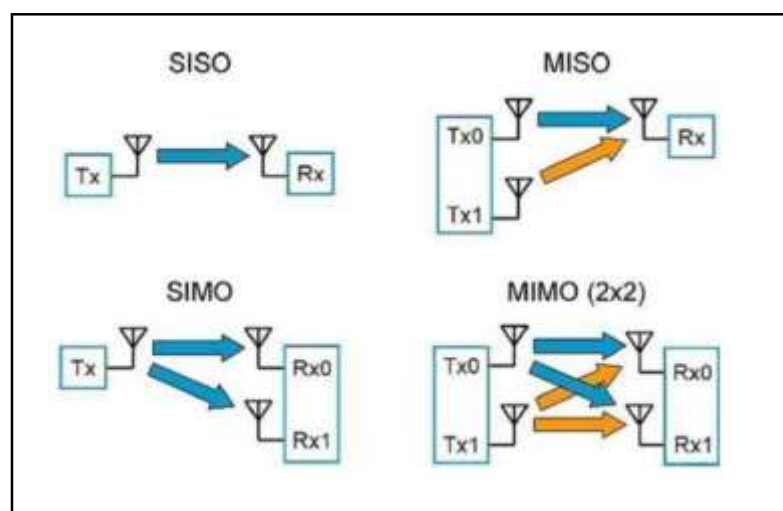 SISO
MISO
Tx
Rx
Tx0
Tx1
Rx
SIMO
MIMO (2x2)
Tx
Rx0
Rx1
Tx0
Tx1
Rx0
Rx1